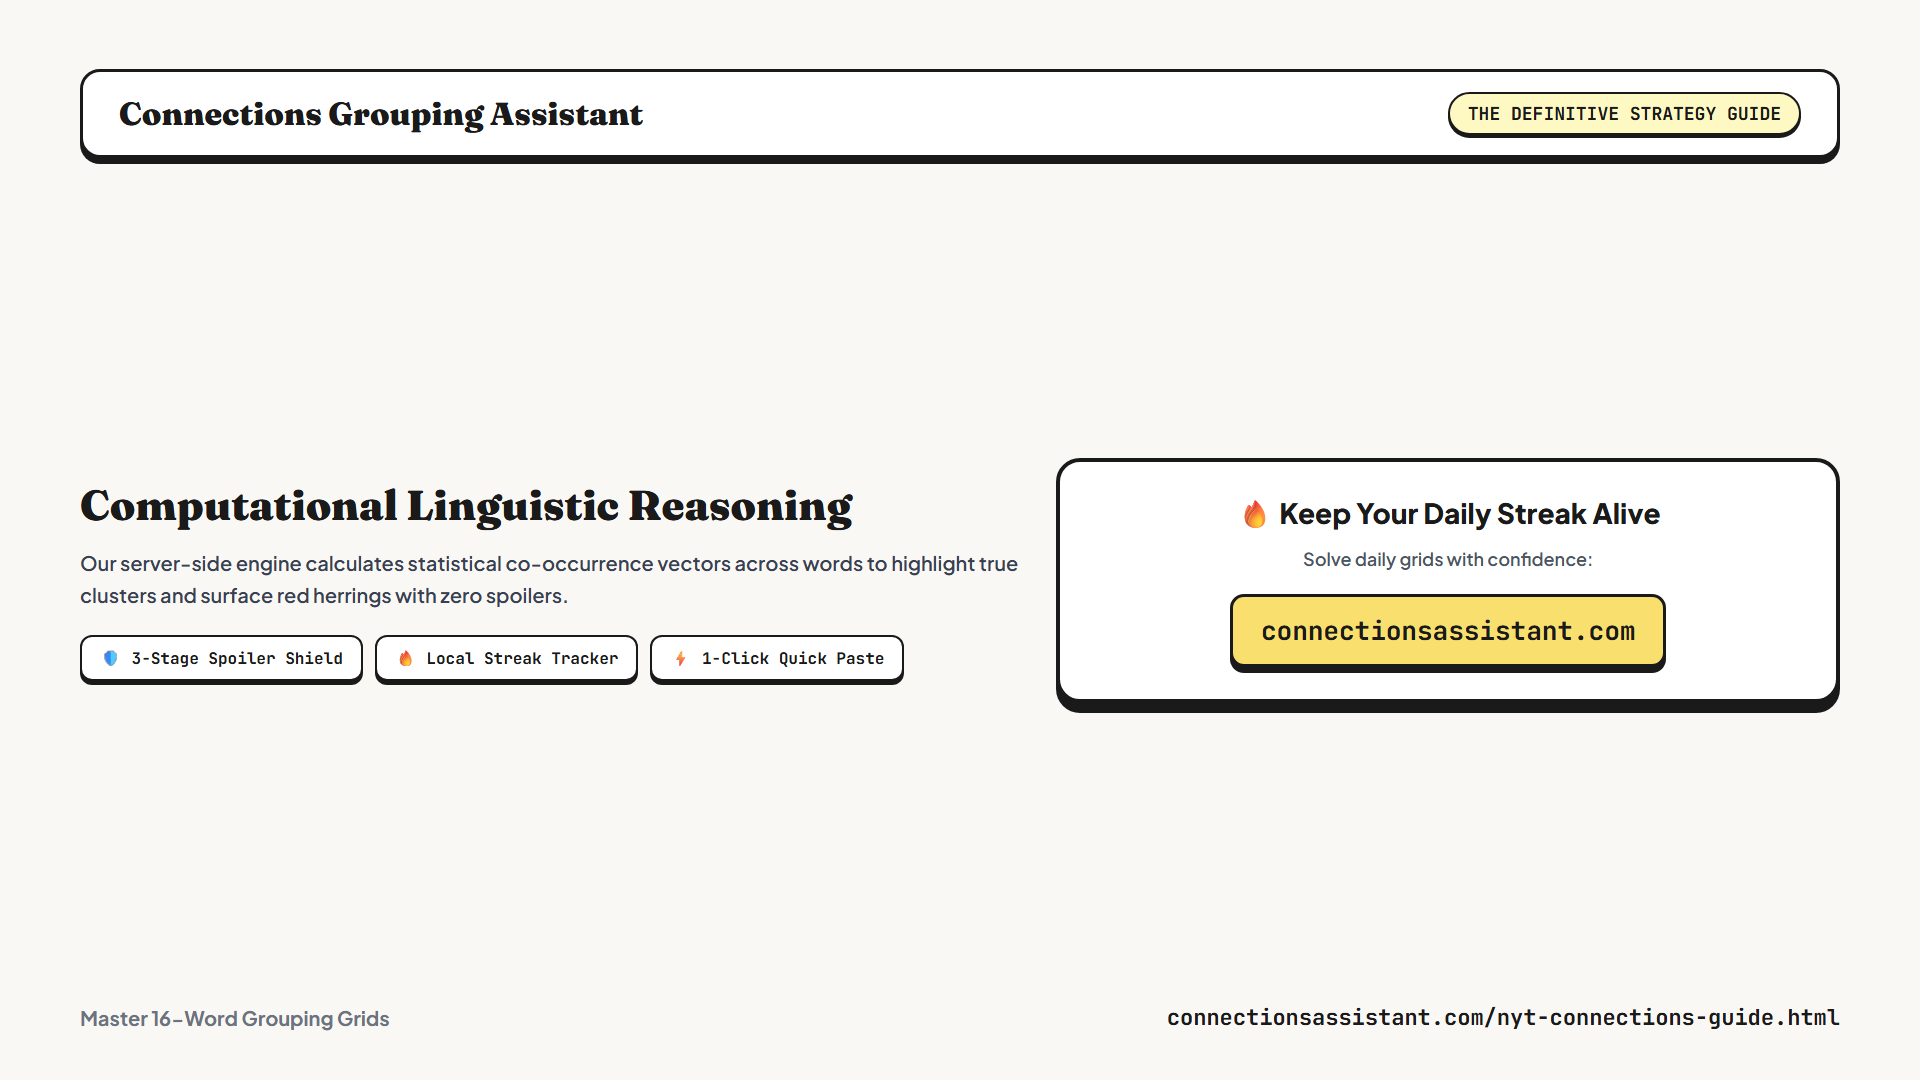 Connections Grouping Assistant
THE DEFINITIVE STRATEGY GUIDE
Computational Linguistic Reasoning
Our server-side engine calculates statistical co-occurrence vectors across words to highlight true
clusters and surface red herrings with zero spoilers.
3-Stage Spoiler Shield
Local Streak Tracker
1-Click Quick Paste
Keep Your Daily Streak Alive
Solve daily grids with confidence:
connectionsassistant.com
Master 16-Word Grouping Grids
connectionsassistant.com/nyt-connections-guide.html